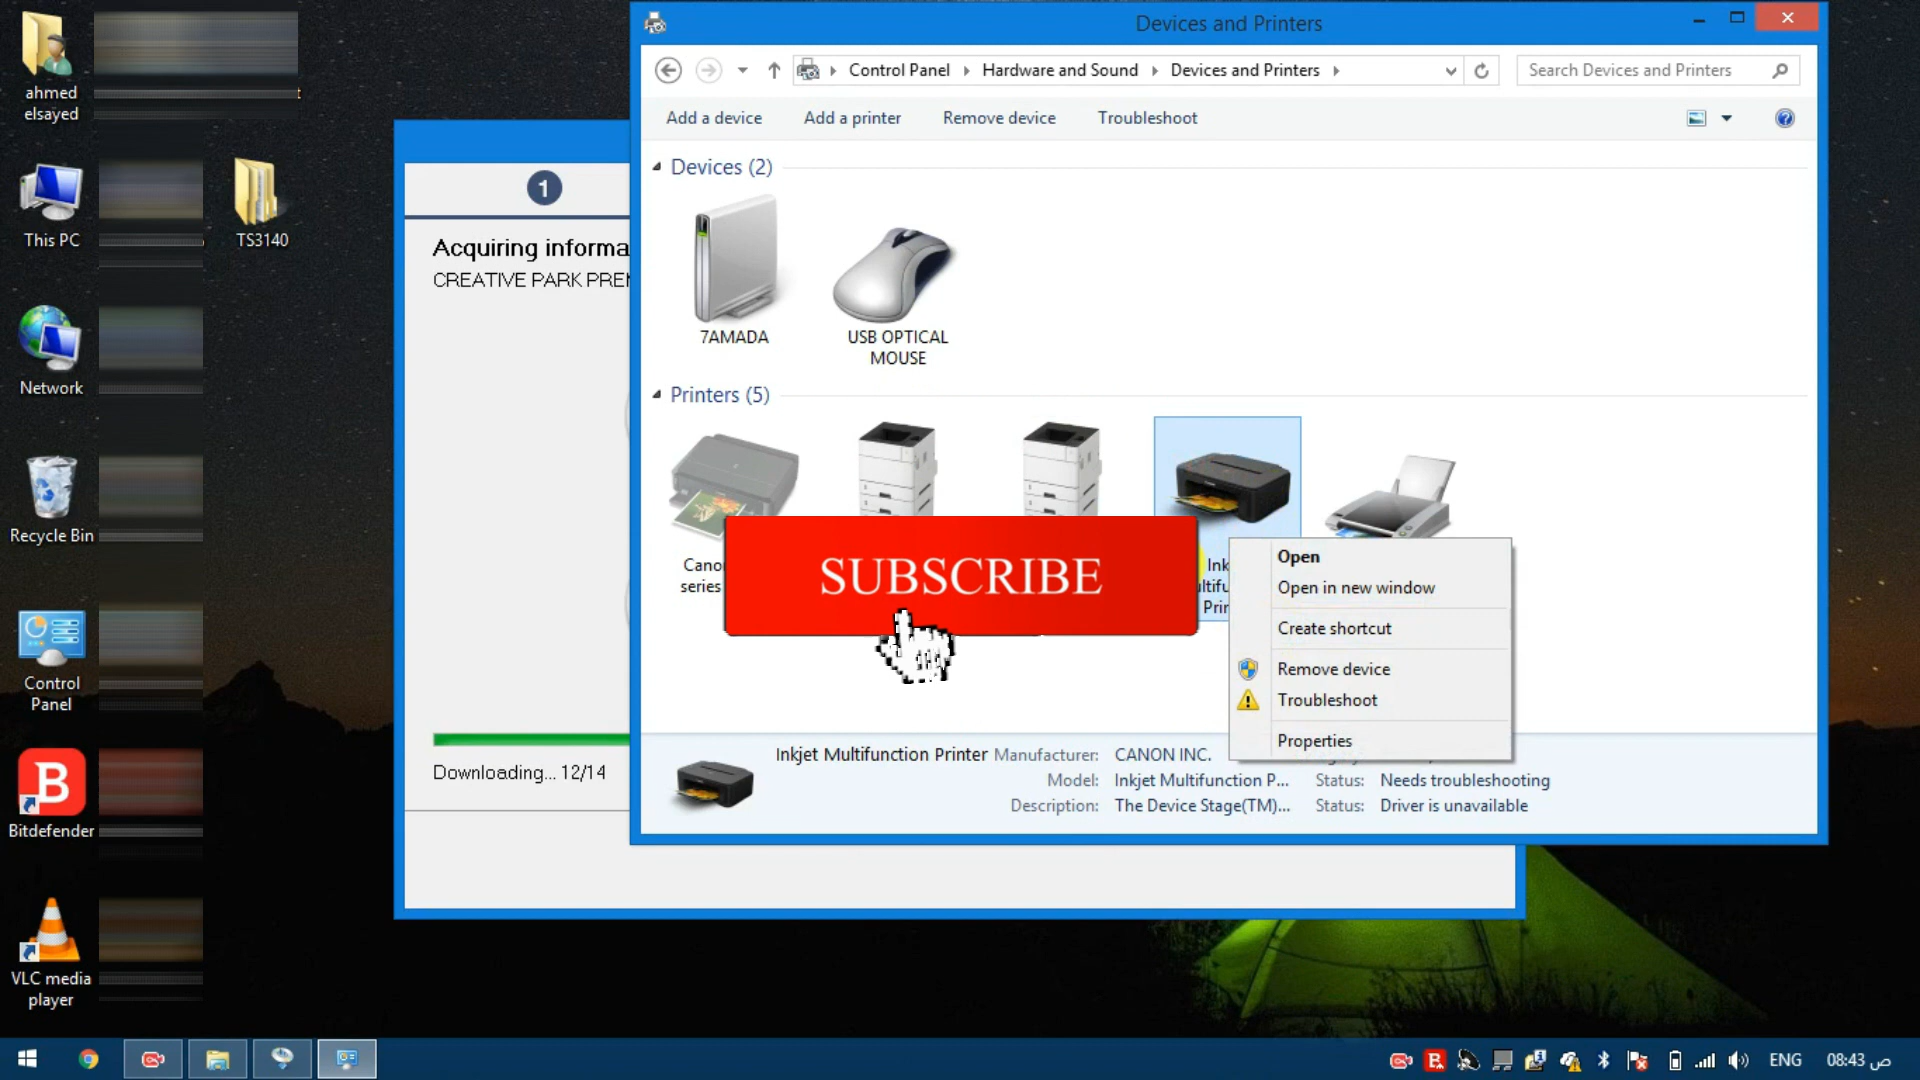 ahmed
elsayed
This PC
TS3140
Network
Recycle Bin
Control
Panel
Bitdefender
VLC media
player
1
Acquiring informa
CREATIVE PARK PREM
Downloading... 12/14
Devices and Printers
Control Panel
Hardware and Sound
Devices and Printers
Search Devices and Printers
Add a device
Add a printer
Remove device
Troubleshoot
Devices (2)
7AMADA
USB OPTICAL
MOUSE
Printers (5)
Cano
series
Ink
ltifu
Prin
SUBSCRIBE
Open
Open in new window
Create shortcut
Remove device
Troubleshoot
Properties
Inkjet Multifunction Printer Manufacturer: CANON INC.
Model: Inkjet Multifunction P... Status: Needs troubleshooting
Description: The Device Stage(TM)... Status: Driver is unavailable
ENG
08:43 ص